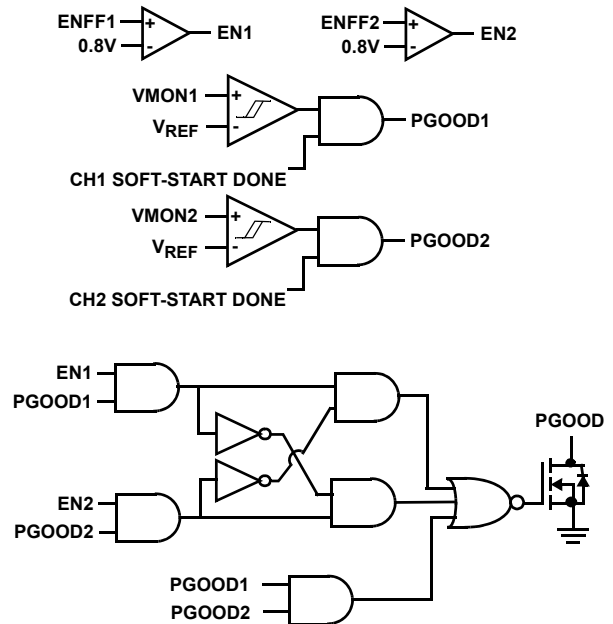 ENFF1
+
0.8V
-
EN1
ENFF2
+
0.8V
-
EN2
VMON1
+
VREF
-
PGOOD1
CH1 SOFT-START DONE
VMON2
+
VREF
-
PGOOD2
CH2 SOFT-START DONE
EN1
PGOOD1
PGOOD
EN2
PGOOD2
PGOOD1
PGOOD2